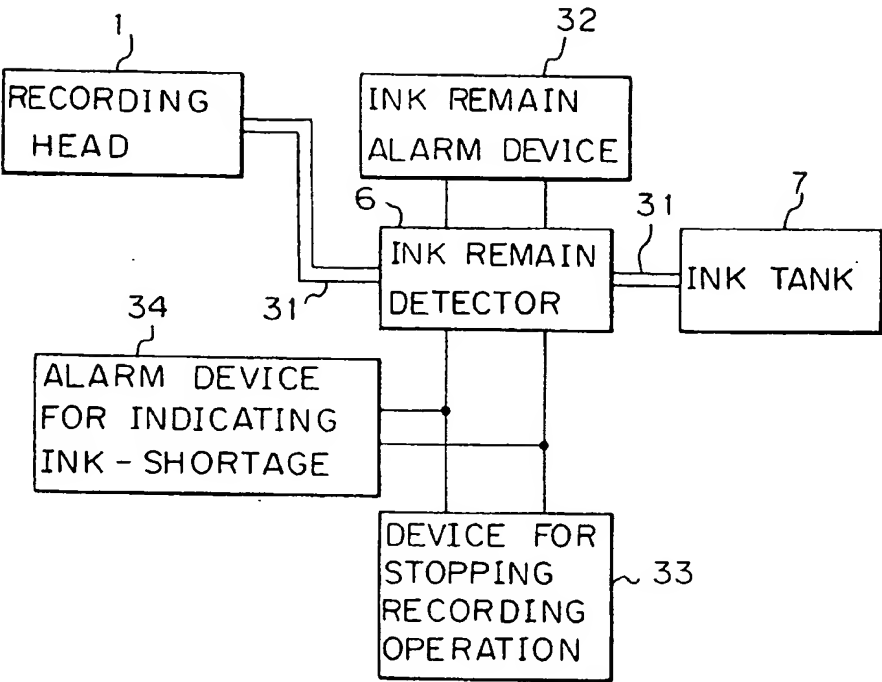 1
RECORDING
HEAD
32
INK REMAIN
ALARM DEVICE
6
INK REMAIN
DETECTOR
31
7
INK TANK
31
34
ALARM DEVICE
FOR INDICATING
INK-SHORTAGE
DEVICE FOR
STOPPING
RECORDING
OPERATION
33